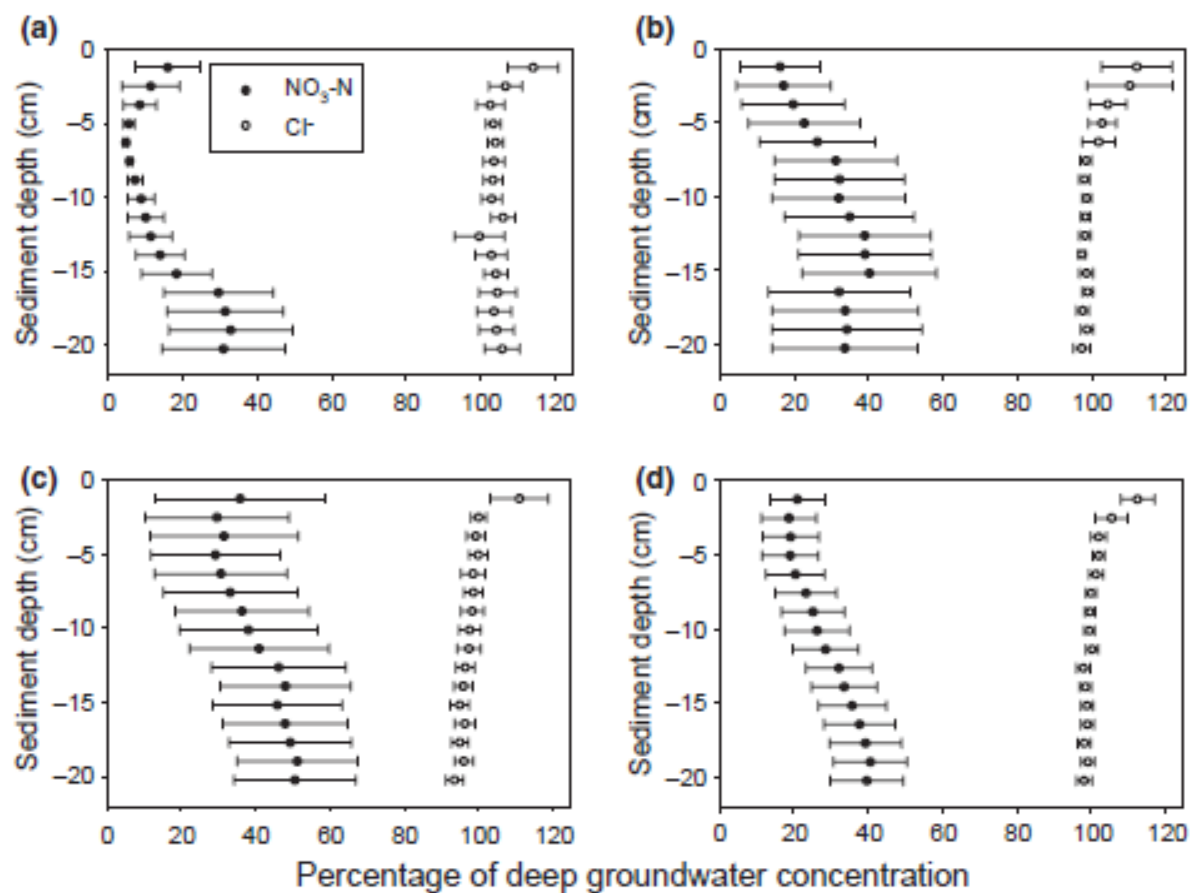 (a)
0
–5
–10
–15
–20
Sediment depth (cm)
NO₃-N
Cl⁻
0 20 40 60 80 100 120
(b)
0
–5
–10
–15
–20
Sediment depth (cm)
0 20 40 60 80 100 120
(c)
0
–5
–10
–15
–20
Sediment depth (cm)
0 20 40 60 80 100 120
(d)
0
–5
–10
–15
–20
Sediment depth (cm)
0 20 40 60 80 100 120
Percentage of deep groundwater concentration